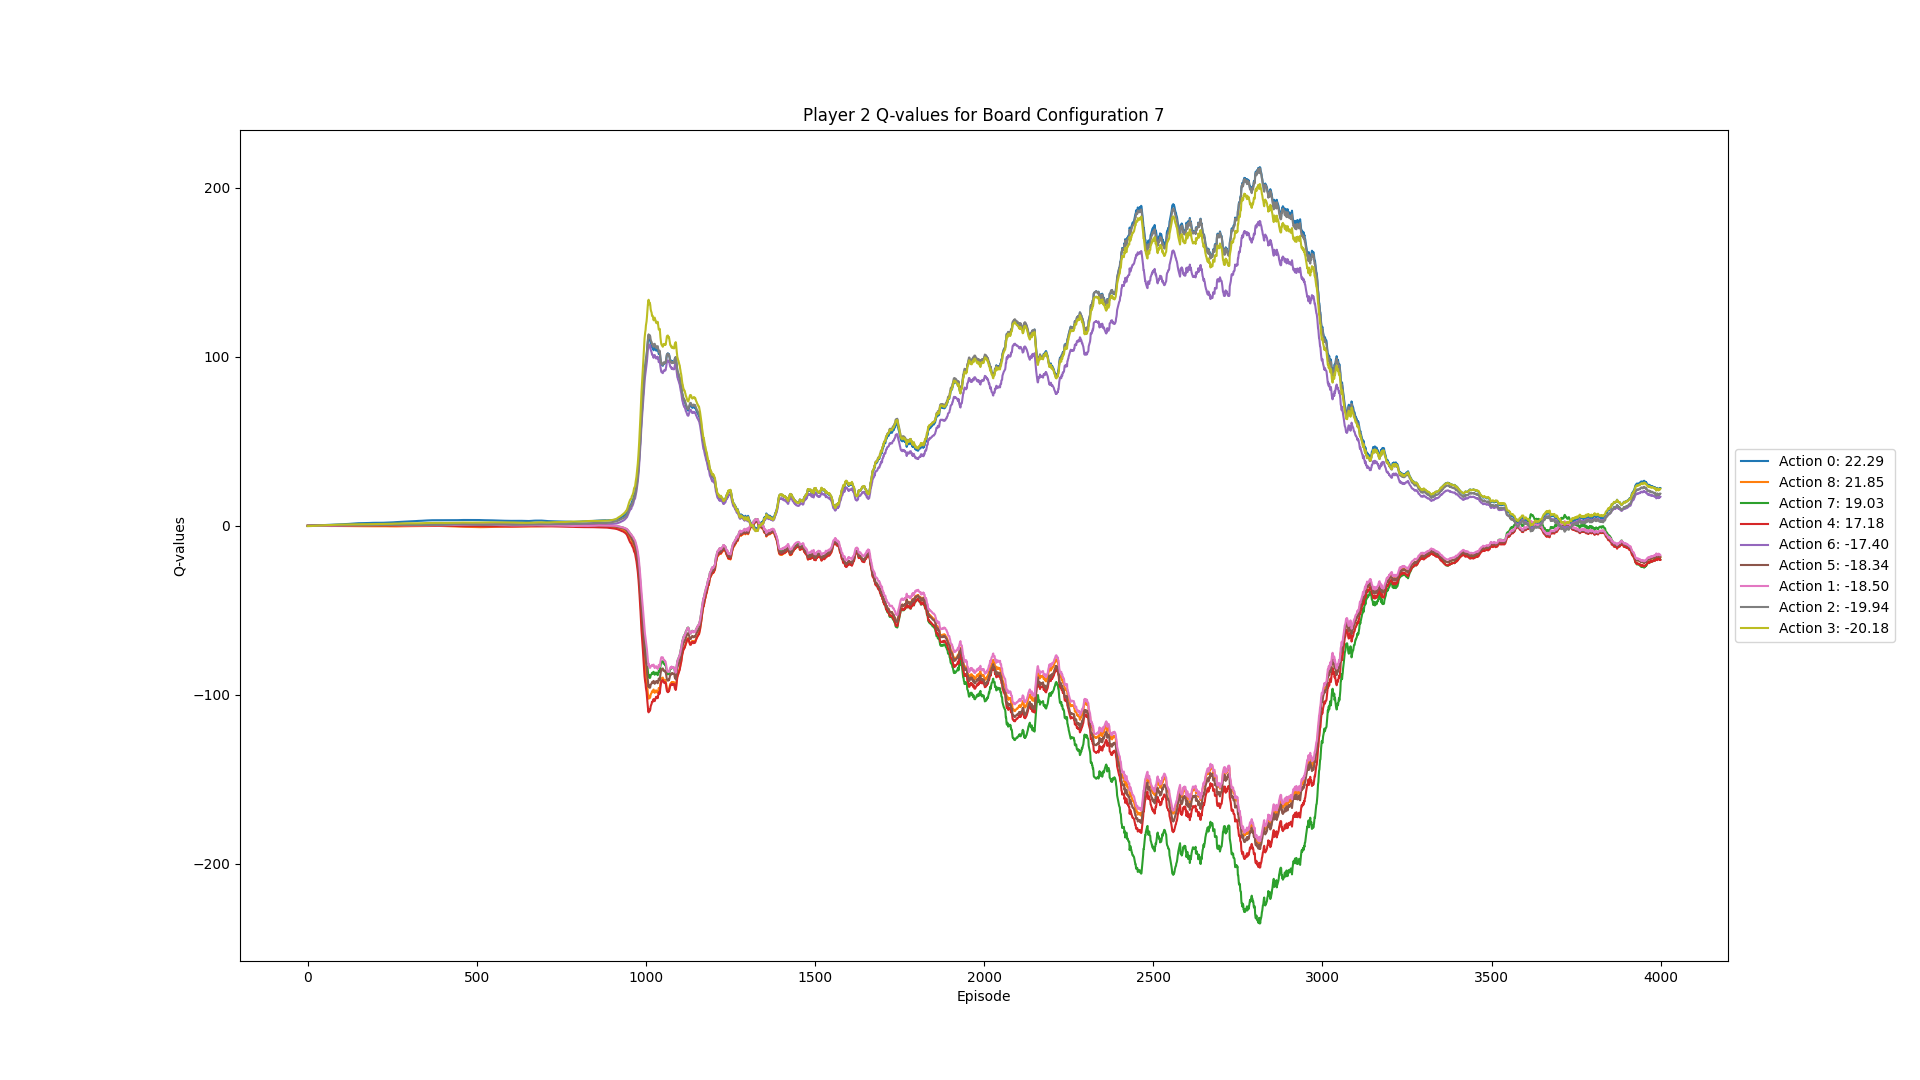 Player 2 Q-values for Board Configuration 7
200
100
0
−100
−200
Q-values
0
500
1000
1500
2000
2500
3000
3500
4000
Episode
Action 0: 22.29
Action 8: 21.85
Action 7: 19.03
Action 4: 17.18
Action 6: -17.40
Action 5: -18.34
Action 1: -18.50
Action 2: -19.94
Action 3: -20.18